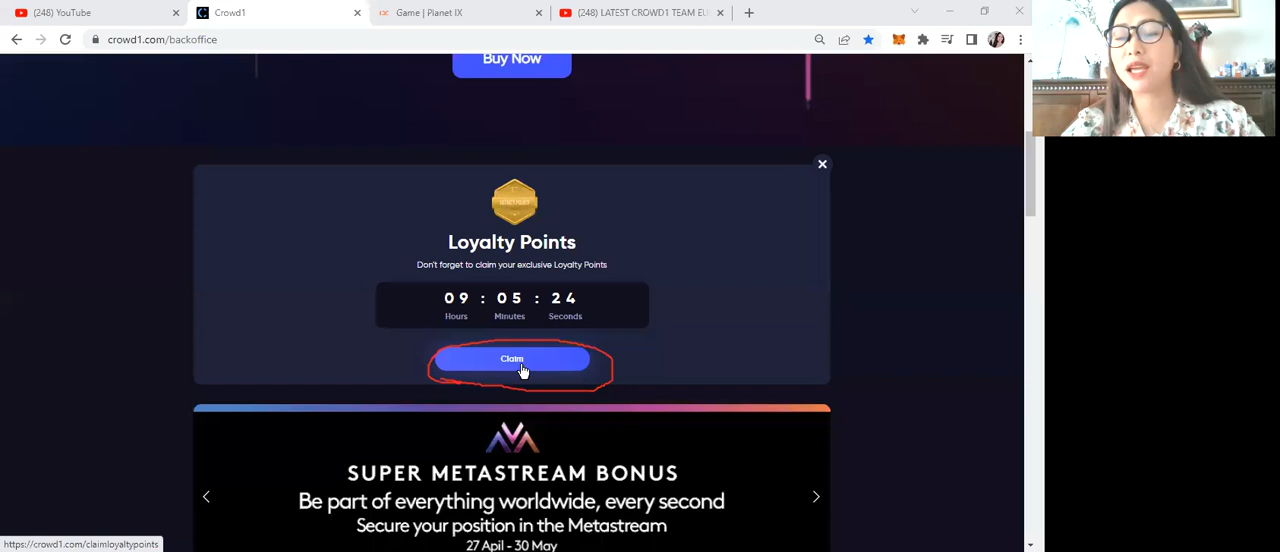 (248) YouTube
Crowd1
Game | Planet IX
(248) LATEST CROWD1 TEAM EU
crowd1.com/backoffice
Buy Now
Loyalty Points
Don't forget to claim your exclusive Loyalty Points
09 : 05 : 24
Hours Minutes Seconds
Claim
SUPER METASTREAM BONUS
Be part of everything worldwide, every second
Secure your position in the Metastream
27 Apil - 30 May
https://crowd1.com/claimloyaltypoints